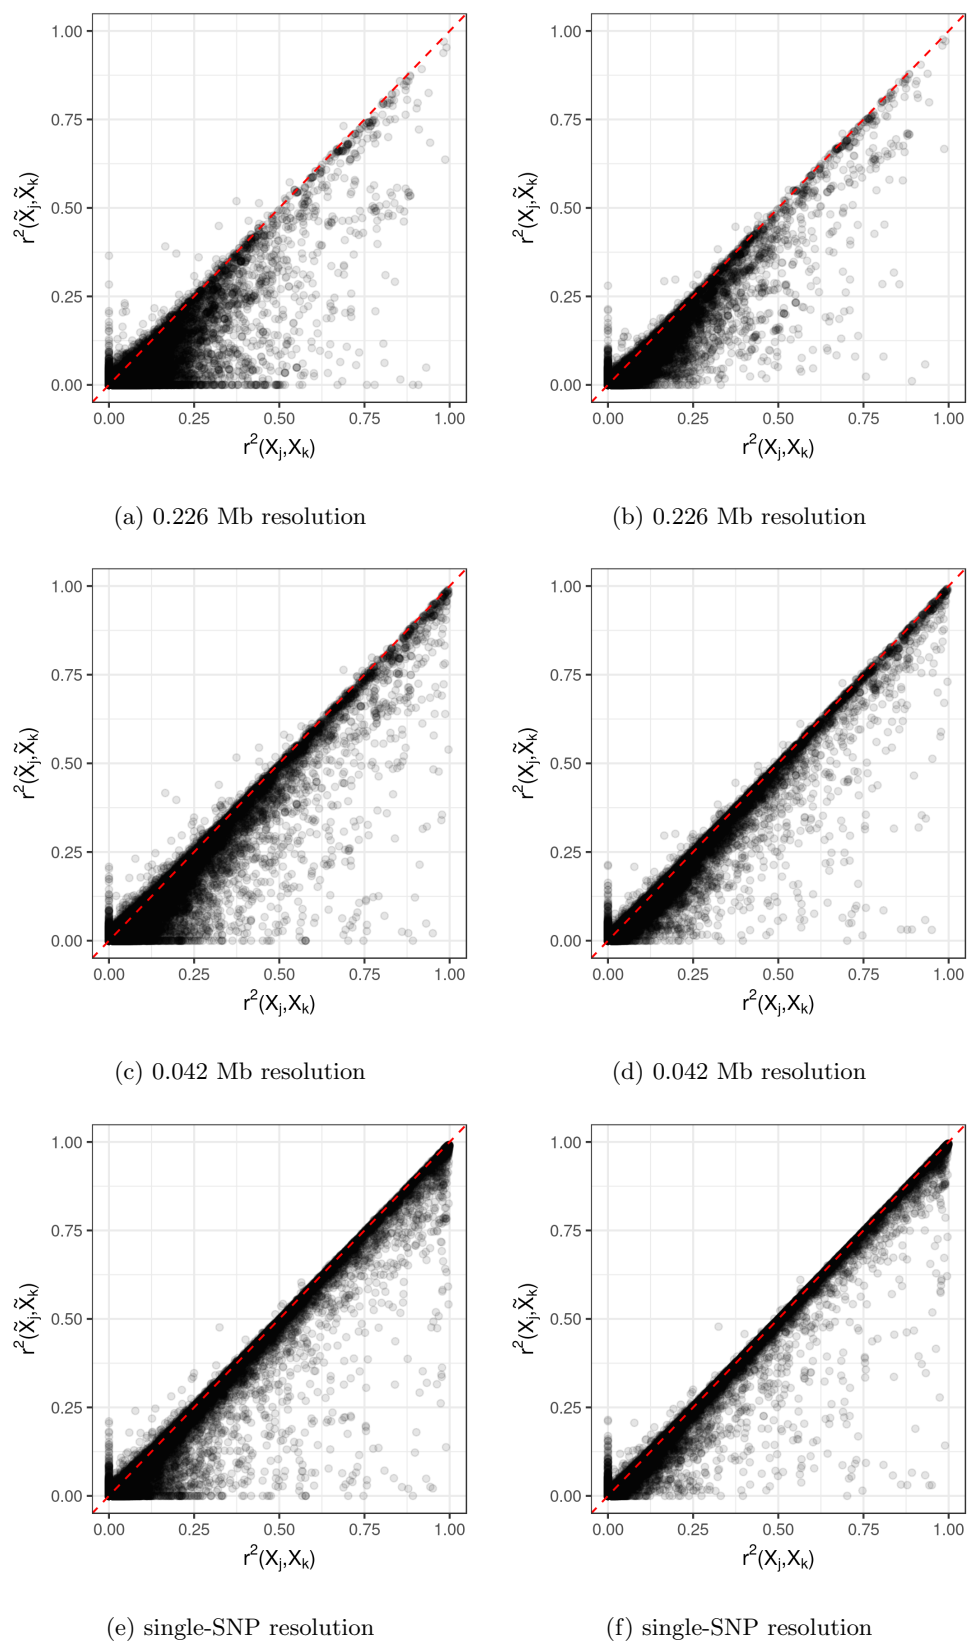 1.00
0.75
0.50
0.25
0.00
r²(X̃ⱼ,X̃ₖ)
0.00 0.25 0.50 0.75 1.00
r²(Xⱼ,Xₖ)
(a) 0.226 Mb resolution
1.00
0.75
0.50
0.25
0.00
r²(Xⱼ,X̃ₖ)
0.00 0.25 0.50 0.75 1.00
r²(Xⱼ,Xₖ)
(b) 0.226 Mb resolution
1.00
0.75
0.50
0.25
0.00
r²(X̃ⱼ,X̃ₖ)
0.00 0.25 0.50 0.75 1.00
r²(Xⱼ,Xₖ)
(c) 0.042 Mb resolution
1.00
0.75
0.50
0.25
0.00
r²(Xⱼ,X̃ₖ)
0.00 0.25 0.50 0.75 1.00
r²(Xⱼ,Xₖ)
(d) 0.042 Mb resolution
1.00
0.75
0.50
0.25
0.00
r²(X̃ⱼ,X̃ₖ)
0.00 0.25 0.50 0.75 1.00
r²(Xⱼ,Xₖ)
(e) single-SNP resolution
1.00
0.75
0.50
0.25
0.00
r²(Xⱼ,X̃ₖ)
0.00 0.25 0.50 0.75 1.00
r²(Xⱼ,Xₖ)
(f) single-SNP resolution